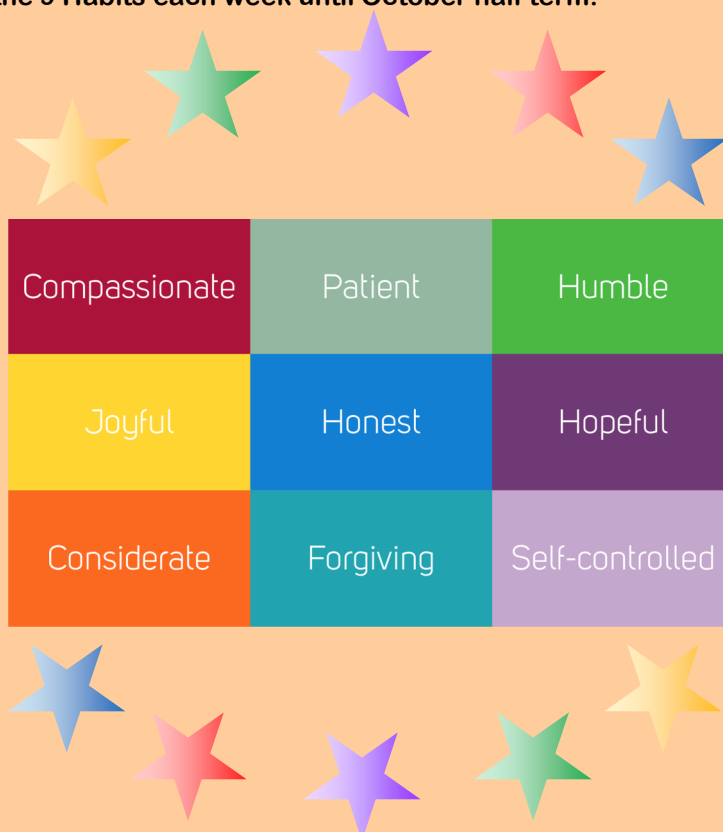 the 9 Habits each week until October half term.
Compassionate Patient Humble
Joyful Honest Hopeful
Considerate Forgiving Self-controlled